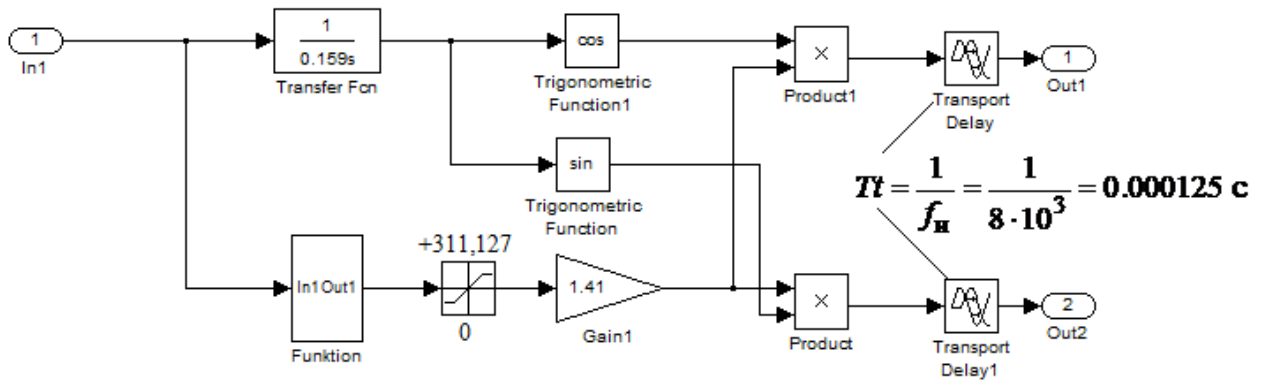 1
In1
1
0.159s
Transfer Fcn
cos
Trigonometric
Function1
×
Product1
Transport
Delay
1
Out1
sin
Trigonometric
Function
Tt = 1/fн = 1/(8·10³) = 0.000125 с
In1Out1
Funktion
+311,127
0
1.41
Gain1
×
Product
Transport
Delay1
2
Out2